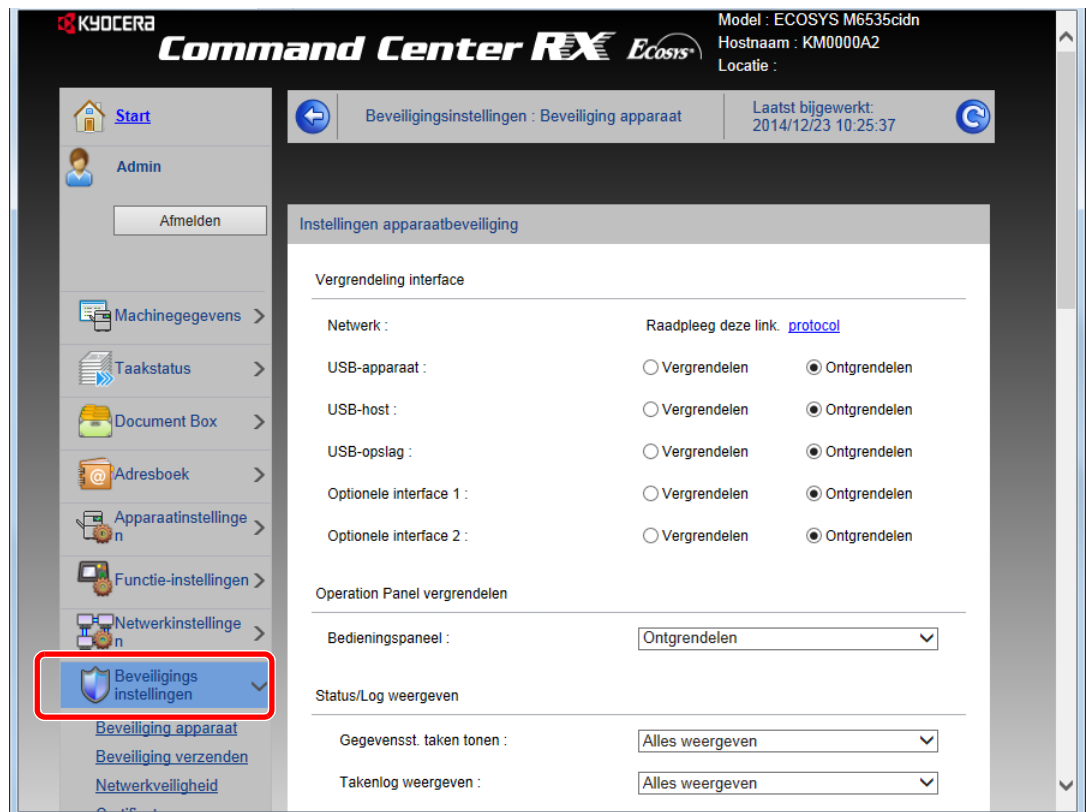 KYOCERA
Command Center RX Ecosys
Model : ECOSYS M6535cidn
Hostnaam : KM0000A2
Locatie :
Start
Admin
Afmelden
Machinegegevens
Taakstatus
Document Box
Adresboek
Apparaatinstellinge
n
Functie-instellingen
Netwerkinstellinge
n
Beveiligings
instellingen
Beveiliging apparaat
Beveiliging verzenden
Netwerkveiligheid
Beveiligingsinstellingen : Beveiliging apparaat
Laatst bijgewerkt:
2014/12/23 10:25:37
Instellingen apparaatbeveiliging
Vergrendeling interface
Netwerk : Raadpleeg deze link. protocol
USB-apparaat : Vergrendelen Ontgrendelen
USB-host : Vergrendelen Ontgrendelen
USB-opslag : Vergrendelen Ontgrendelen
Optionele interface 1 : Vergrendelen Ontgrendelen
Optionele interface 2 : Vergrendelen Ontgrendelen
Operation Panel vergrendelen
Bedieningspaneel : Ontgrendelen
Status/Log weergeven
Gegevensst. taken tonen : Alles weergeven
Takenlog weergeven : Alles weergeven